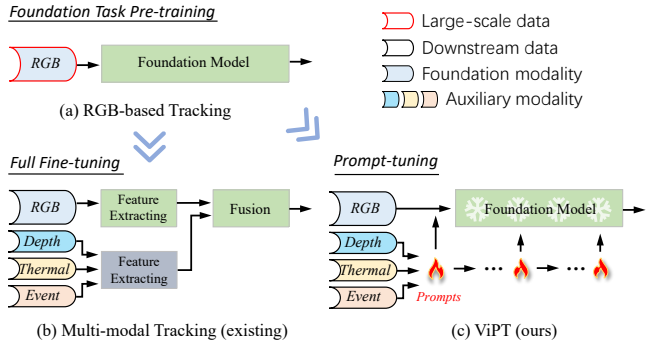 Foundation Task Pre-training
RGB
Foundation Model
(a) RGB-based Tracking
Large-scale data
Downstream data
Foundation modality
Auxiliary modality
Full Fine-tuning
RGB
Depth
Thermal
Event
Feature
Extracting
Feature
Extracting
Fusion
(b) Multi-modal Tracking (existing)
Prompt-tuning
RGB
Depth
Thermal
Event
Foundation Model
Prompts
...
...
(c) ViPT (ours)